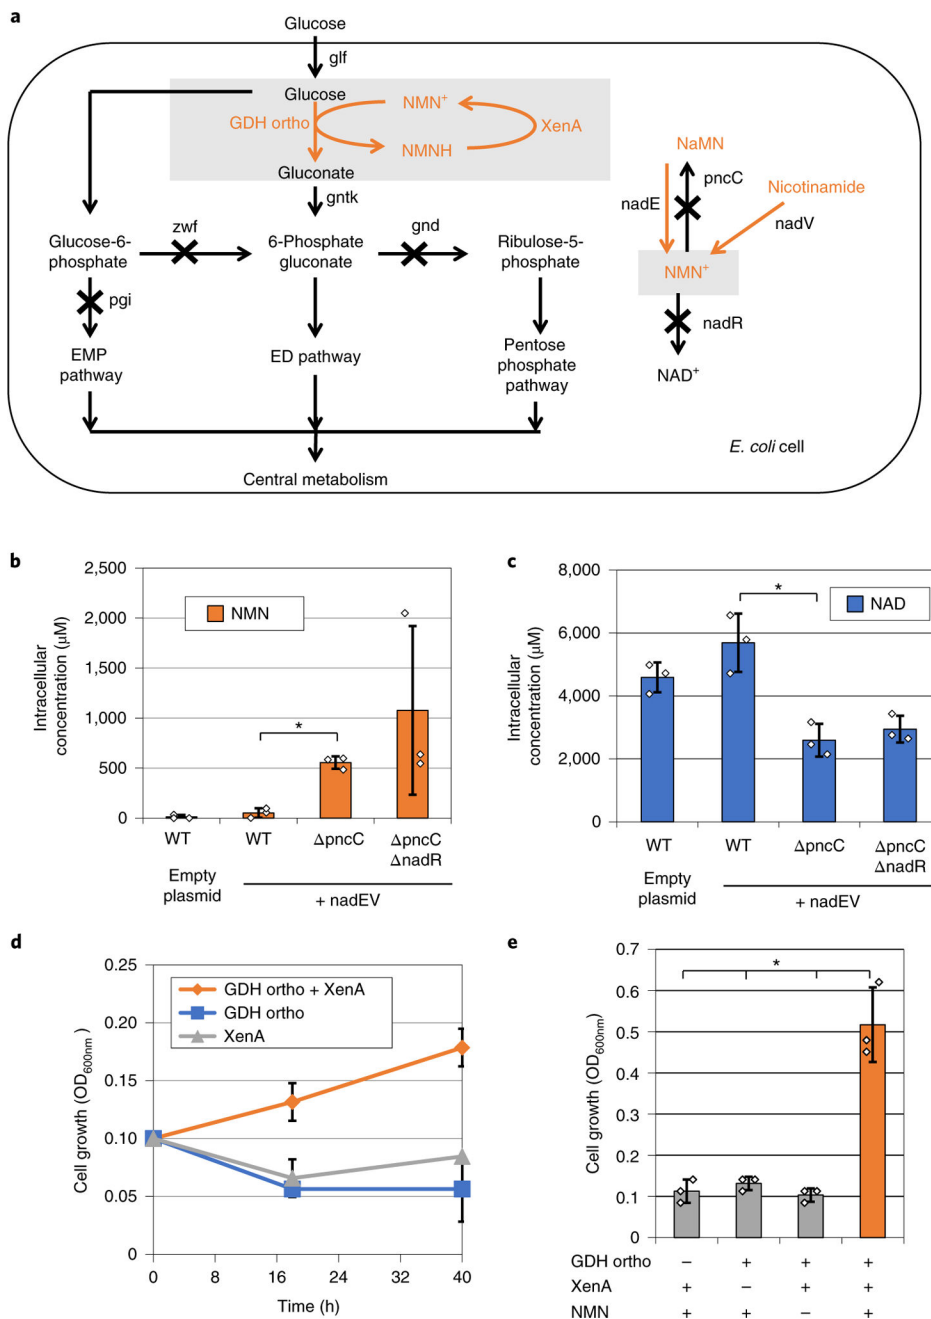 a
Glucose
glf
Glucose
NMN⁺
GDH ortho
XenA
NMNH
Gluconate
gntk
NaMN
pncC
Nicotinamide
nadE
nadV
zwf
gnd
Glucose-6-
phosphate
6-Phosphate
gluconate
Ribulose-5-
phosphate
NMN⁺
pgi
nadR
EMP
pathway
ED pathway
Pentose
phosphate
pathway
NAD⁺
E. coli cell
Central metabolism
b
2,500
2,000
1,500
1,000
500
0
Intracellular
concentration (μM)
NMN
*
WT
WT
ΔpncC
ΔpncC
ΔnadR
Empty
plasmid
+ nadEV
c
8,000
6,000
4,000
2,000
0
Intracellular
concentration (μM)
NAD
*
WT
WT
ΔpncC
ΔpncC
ΔnadR
Empty
plasmid
+ nadEV
d
0.25
0.20
0.15
0.10
0.05
0
Cell growth (OD600nm)
GDH ortho + XenA
GDH ortho
XenA
0 8 16 24 32 40
Time (h)
e
0.7
0.6
0.5
0.4
0.3
0.2
0.1
0
Cell growth (OD600nm)
*
GDH ortho – + + +
XenA + – + +
NMN + + – +